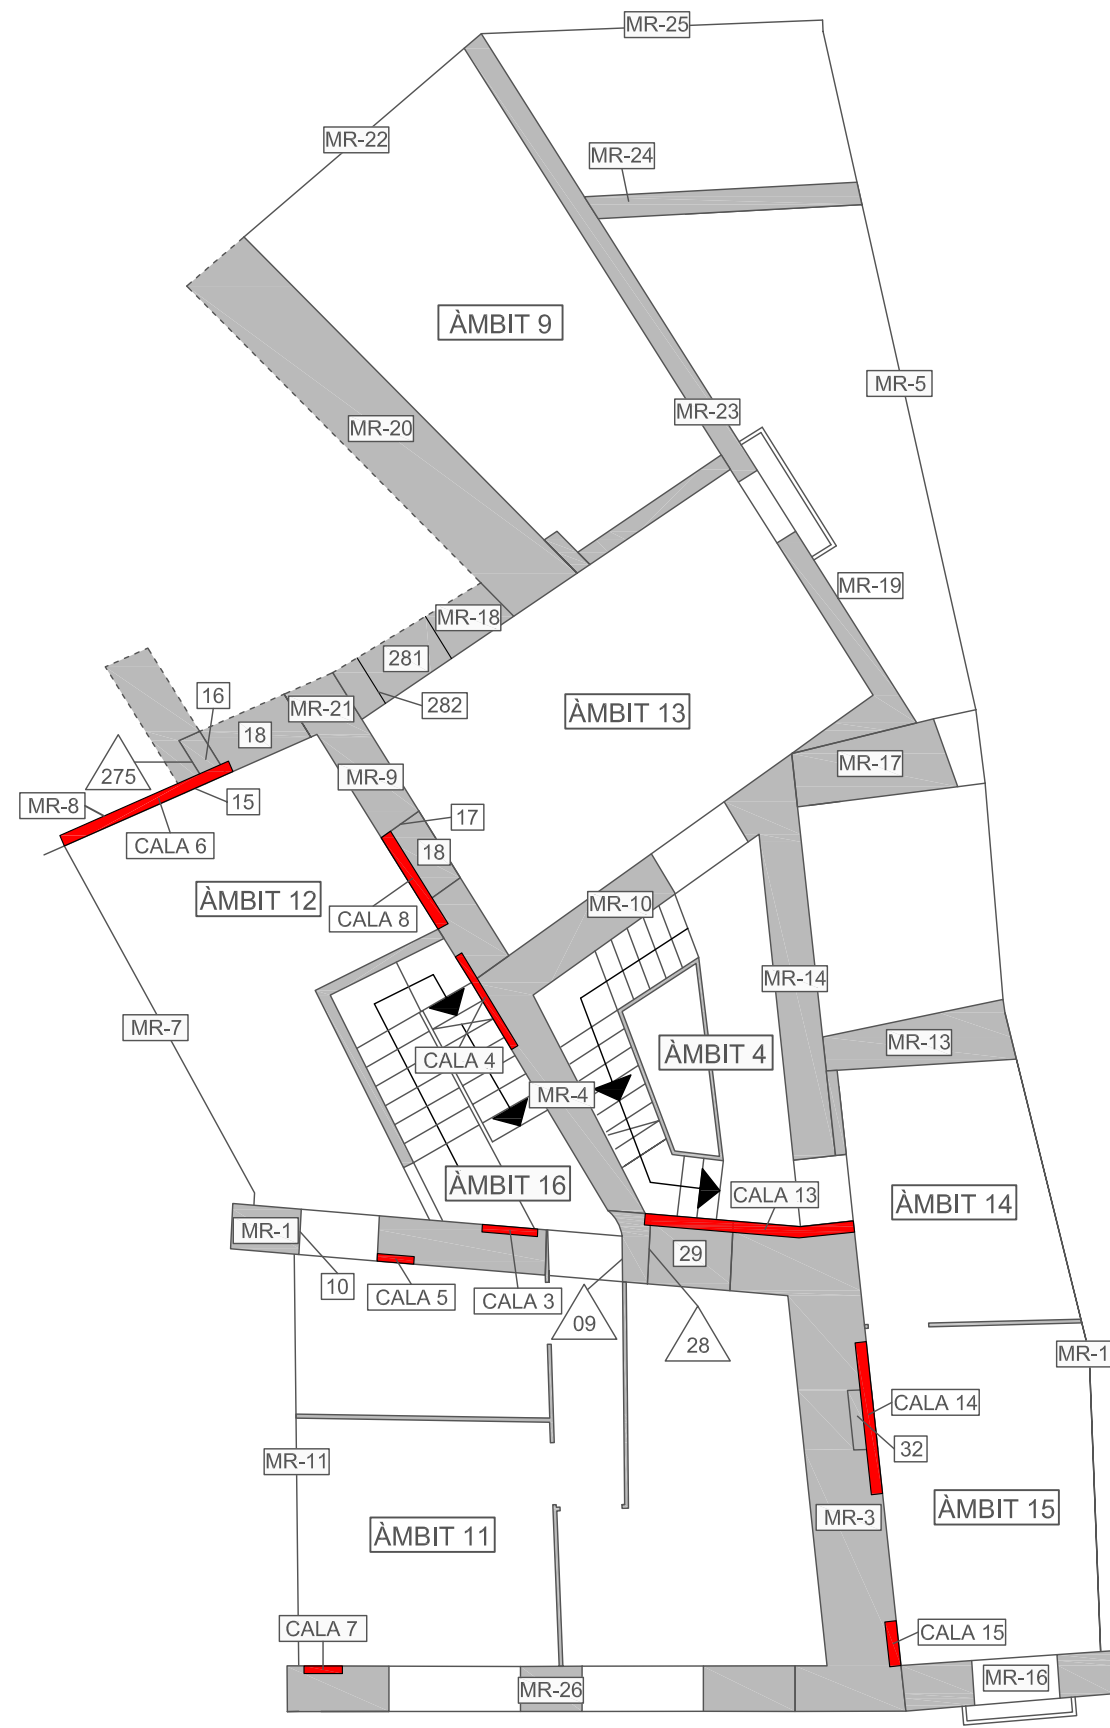 MR-25
MR-22
MR-24
ÀMBIT 9
MR-5
MR-23
MR-20
MR-19
MR-18
281
16
282
MR-21
ÀMBIT 13
18
275
MR-9
MR-17
MR-8
15
17
CALA 6
18
ÀMBIT 12
MR-10
CALA 8
MR-14
MR-7
MR-13
ÀMBIT 4
CALA 4
MR-4
ÀMBIT 16
CALA 13
ÀMBIT 14
MR-1
29
10
CALA 5
CALA 3
09
28
MR-1
CALA 14
32
MR-11
ÀMBIT 15
MR-3
ÀMBIT 11
CALA 7
CALA 15
MR-16
MR-26